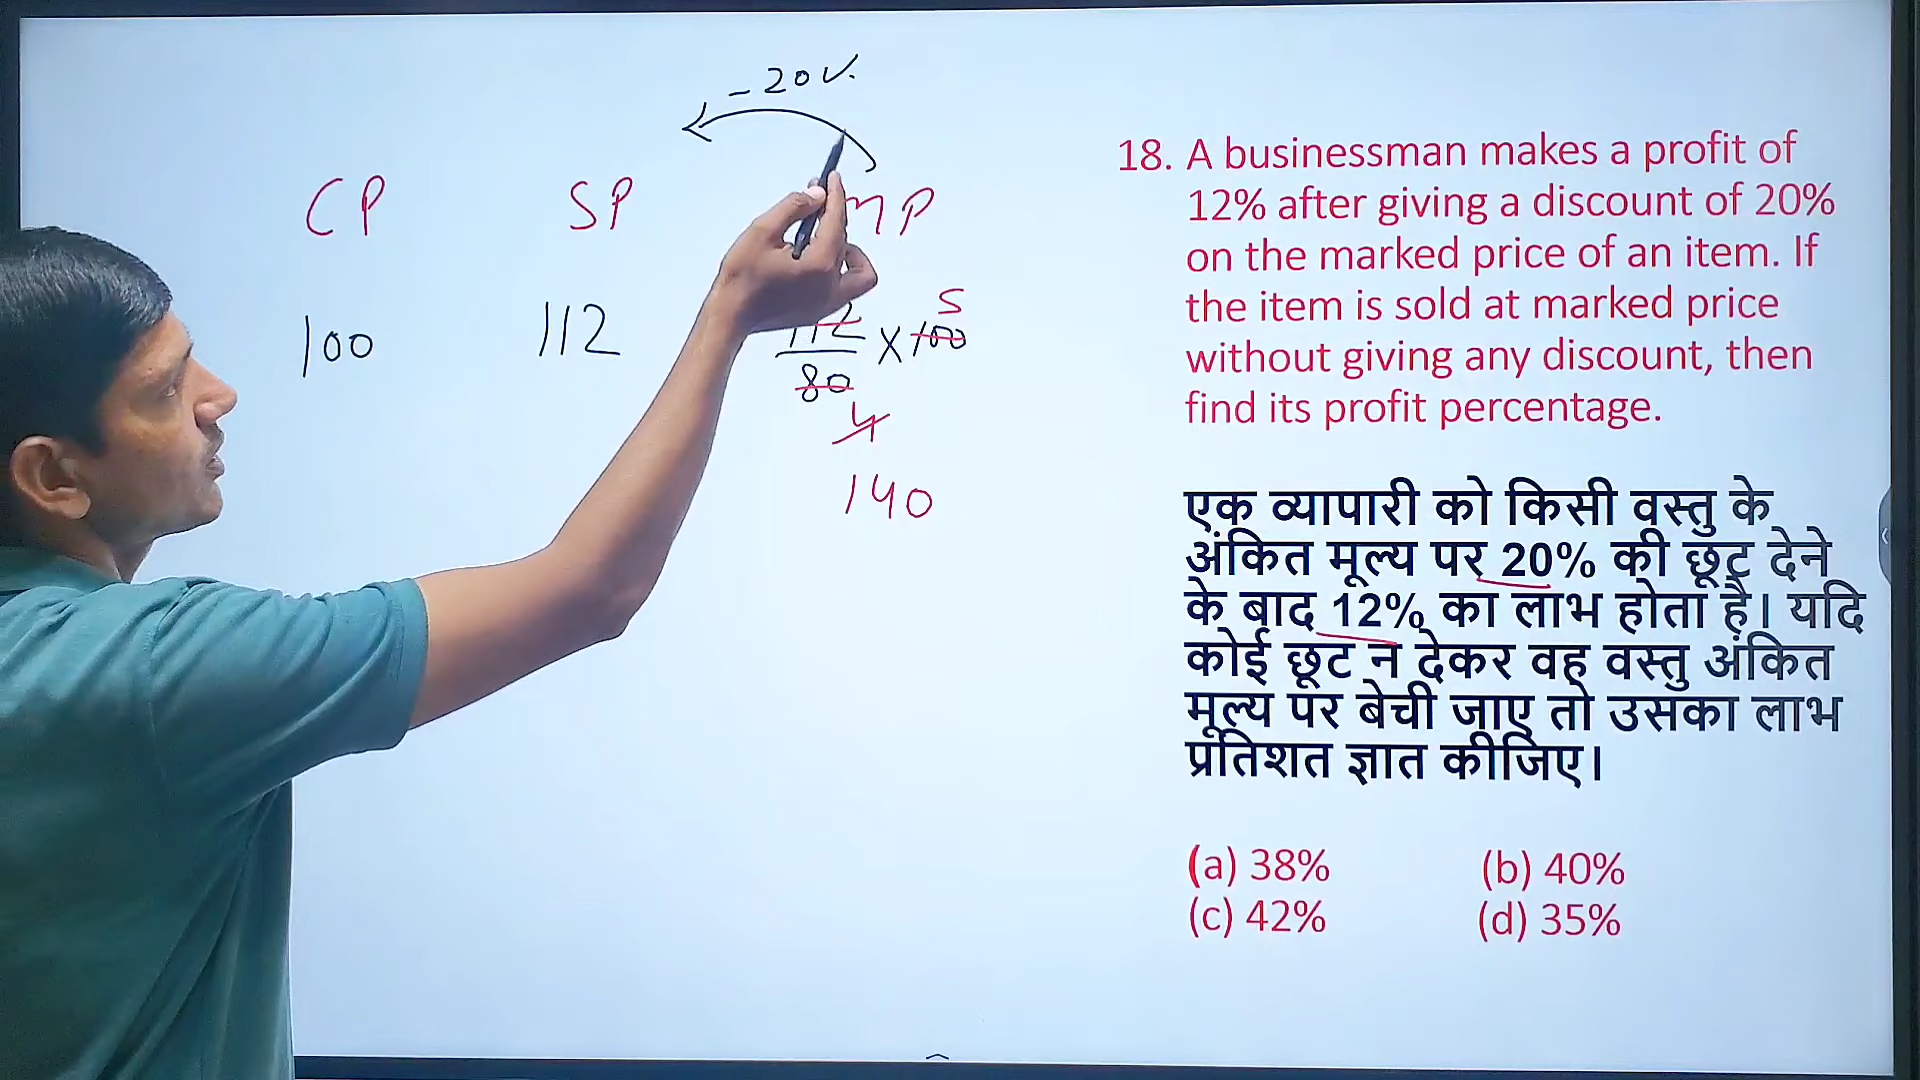 -20%
CP SP MP
100 112 112/80 × 100 5
4
140
18. A businessman makes a profit of
12% after giving a discount of 20%
on the marked price of an item. If
the item is sold at marked price
without giving any discount, then
find its profit percentage.
एक व्यापारी को किसी वस्तु के
अंकित मूल्य पर 20% की छूट देने
के बाद 12% का लाभ होता है। यदि
कोई छूट न देकर वह वस्तु अंकित
मूल्य पर बेची जाए तो उसका लाभ
प्रतिशत ज्ञात कीजिए।
(a) 38% (b) 40%
(c) 42% (d) 35%